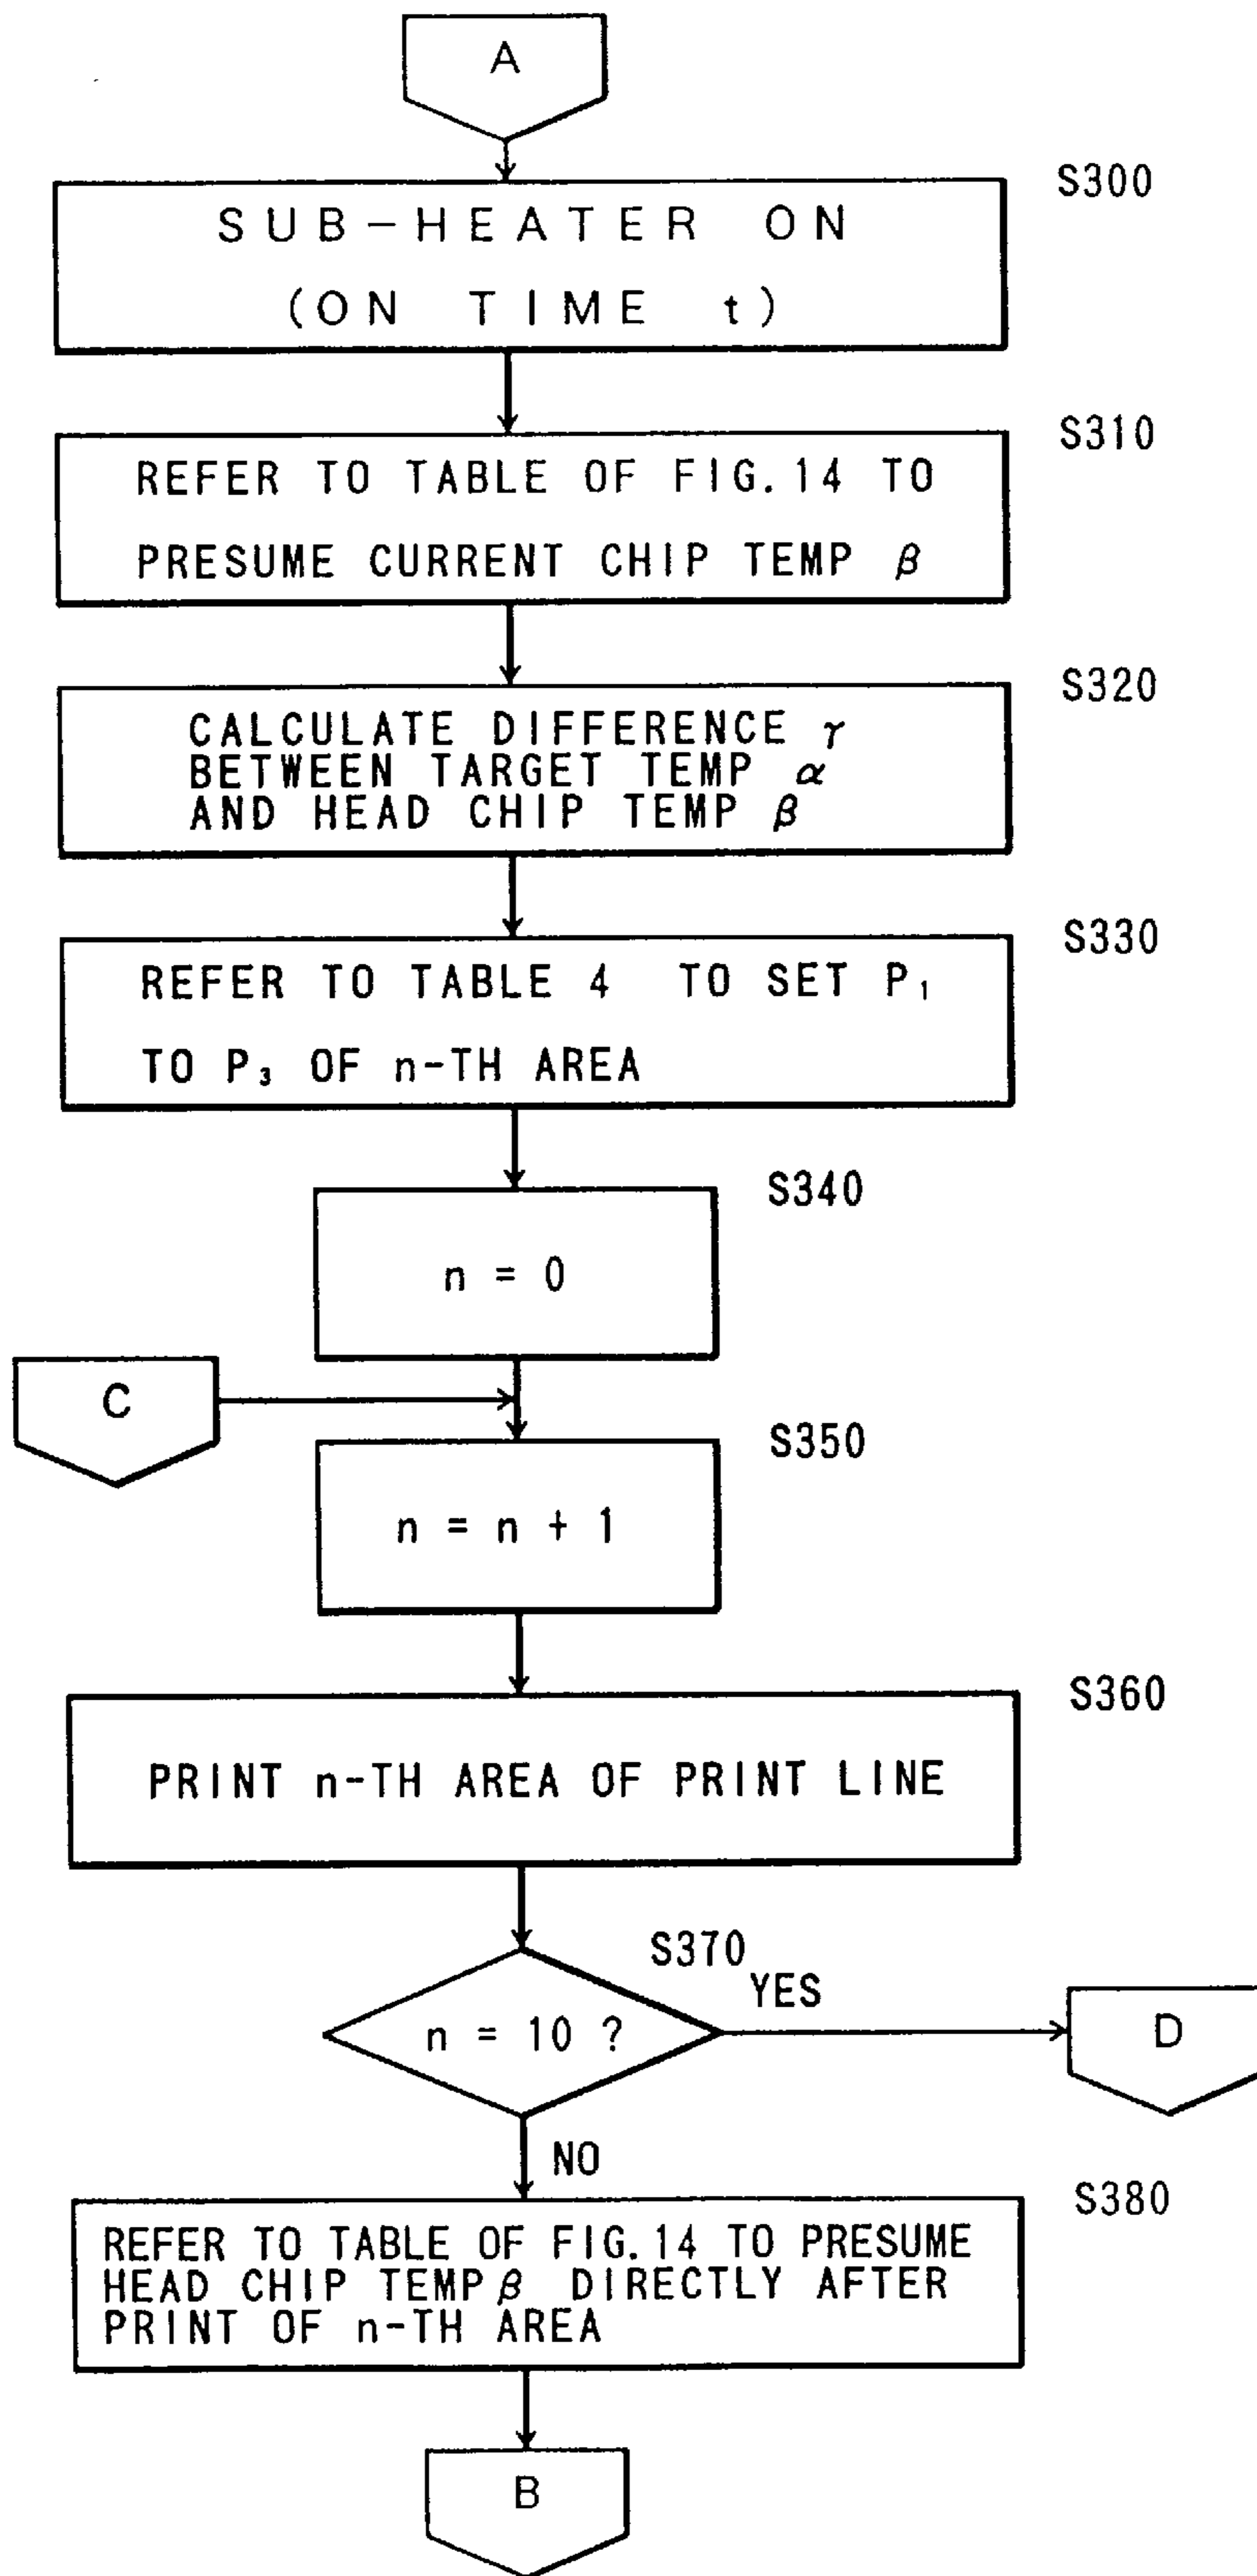 A
S300
SUB-HEATER ON
(ON TIME t)
S310
REFER TO TABLE OF FIG.14 TO
PRESUME CURRENT CHIP TEMP β
S320
CALCULATE DIFFERENCE γ
BETWEEN TARGET TEMP α
AND HEAD CHIP TEMP β
S330
REFER TO TABLE 4 TO SET P₁
TO P₃ OF n-TH AREA
S340
n = 0
C
S350
n = n + 1
S360
PRINT n-TH AREA OF PRINT LINE
S370
YES
n = 10 ?
D
NO
S380
REFER TO TABLE OF FIG.14 TO PRESUME
HEAD CHIP TEMP β DIRECTLY AFTER
PRINT OF n-TH AREA
B